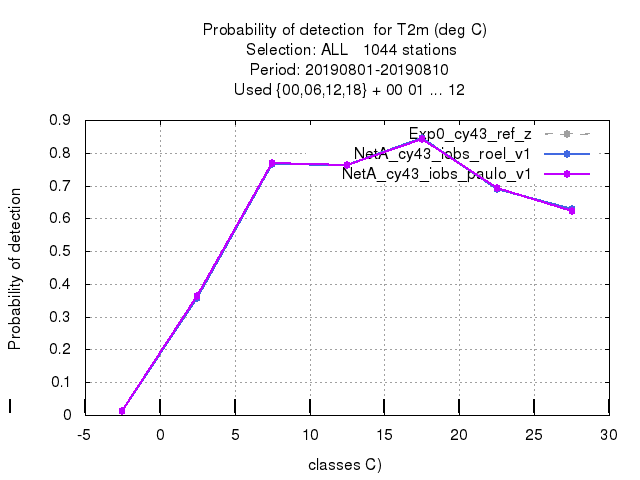 Probability of detection  for T2m (deg C)
Selection: ALL   1044 stations
Period: 20190801-20190810
Used {00,06,12,18} + 00 01 ... 12
Exp0_cy43_ref_z
NetA_cy43_iobs_roel_v1
NetA_cy43_iobs_paulo_v1
Probability of detection
0.9
0.8
0.7
0.6
0.5
0.4
0.3
0.2
0.1
0
-5 0 5 10 15 20 25 30
classes C)